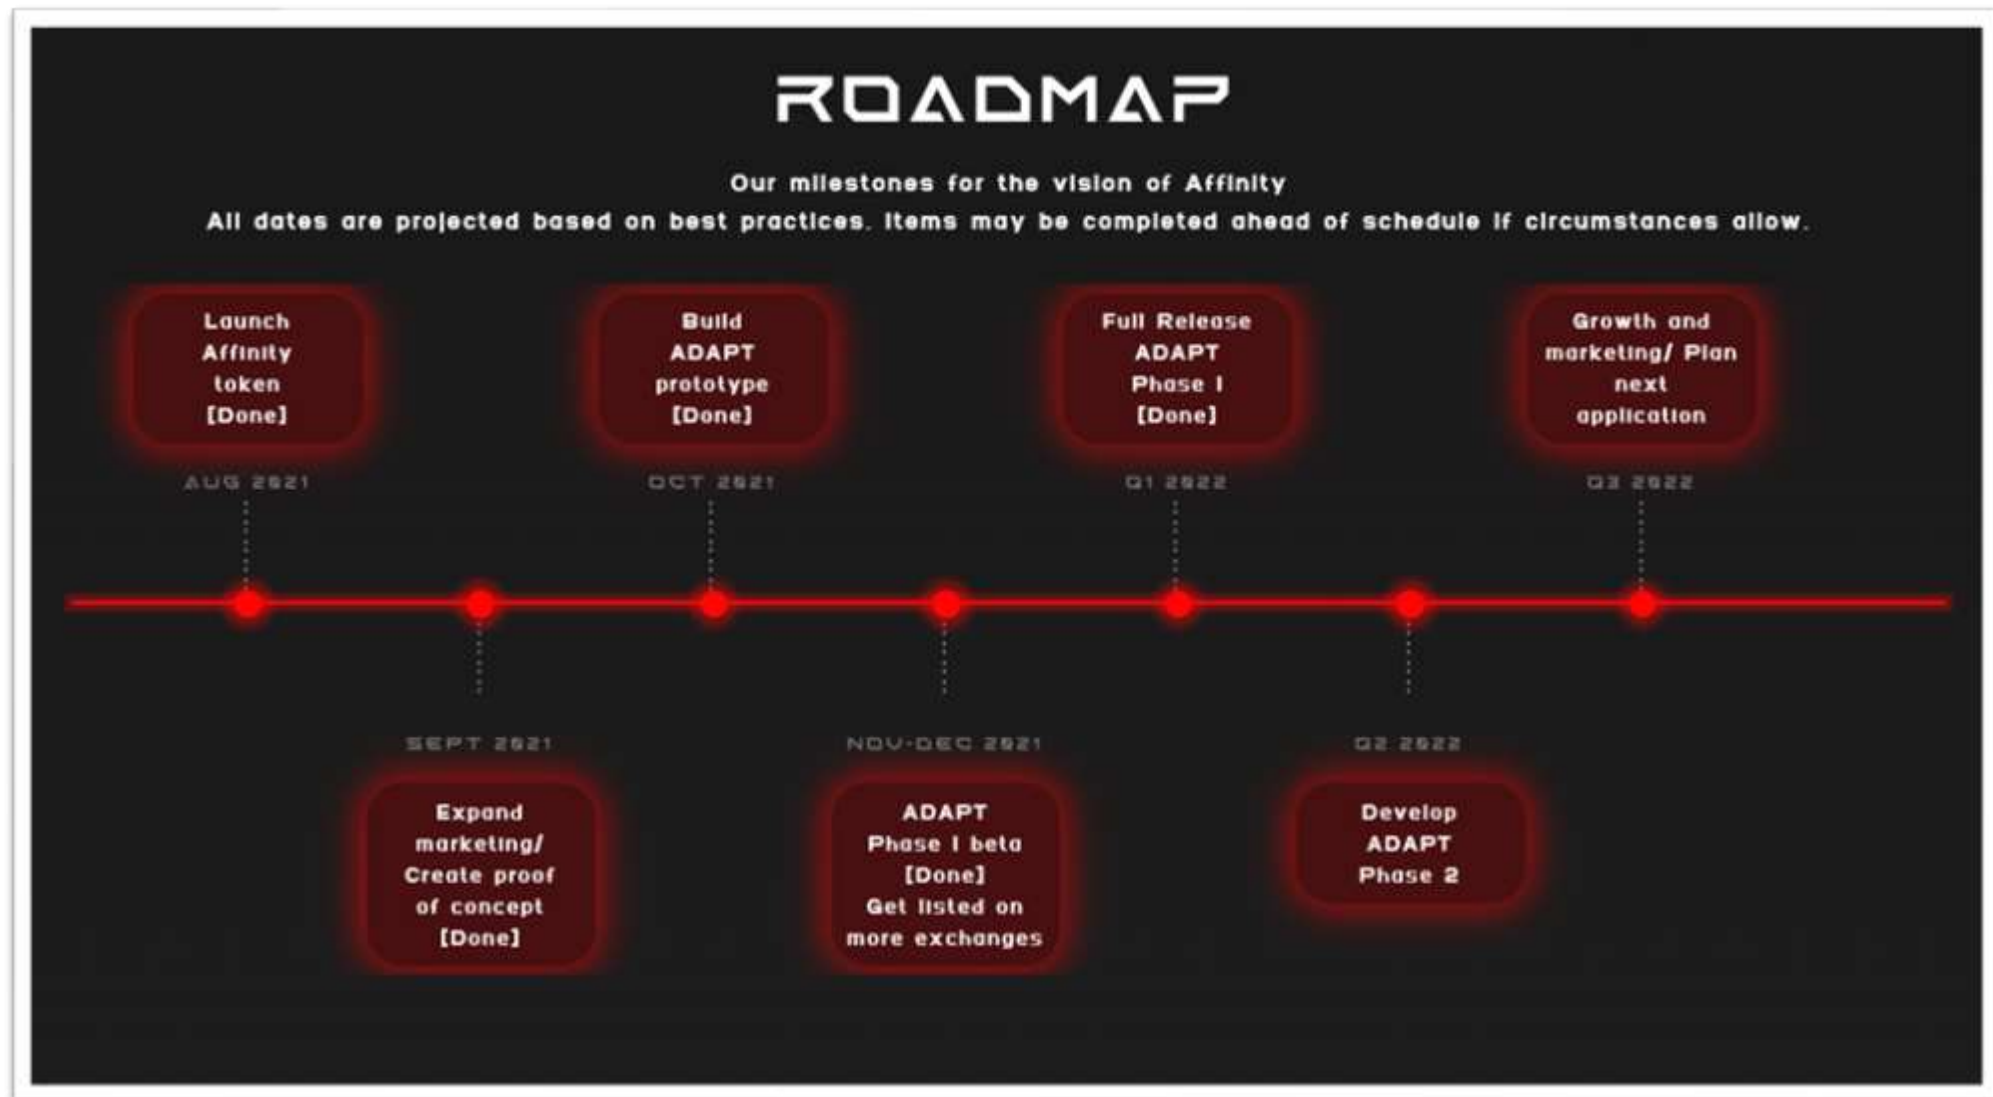 ROADMAP
Our milestones for the vision of Affinity
All dates are projected based on best practices. Items may be completed ahead of schedule if circumstances allow.
Launch
Affinity
token
[Done]
AUG 2021
Build
ADAPT
prototype
[Done]
OCT 2021
Full Release
ADAPT
Phase 1
[Done]
Q1 2022
Growth and
marketing/ Plan
next
application
Q3 2022
SEPT 2021
Expand
marketing/
Create proof
of concept
[Done]
NOV-DEC 2021
ADAPT
Phase 1 beta
[Done]
Get listed on
more exchanges
Q2 2022
Develop
ADAPT
Phase 2